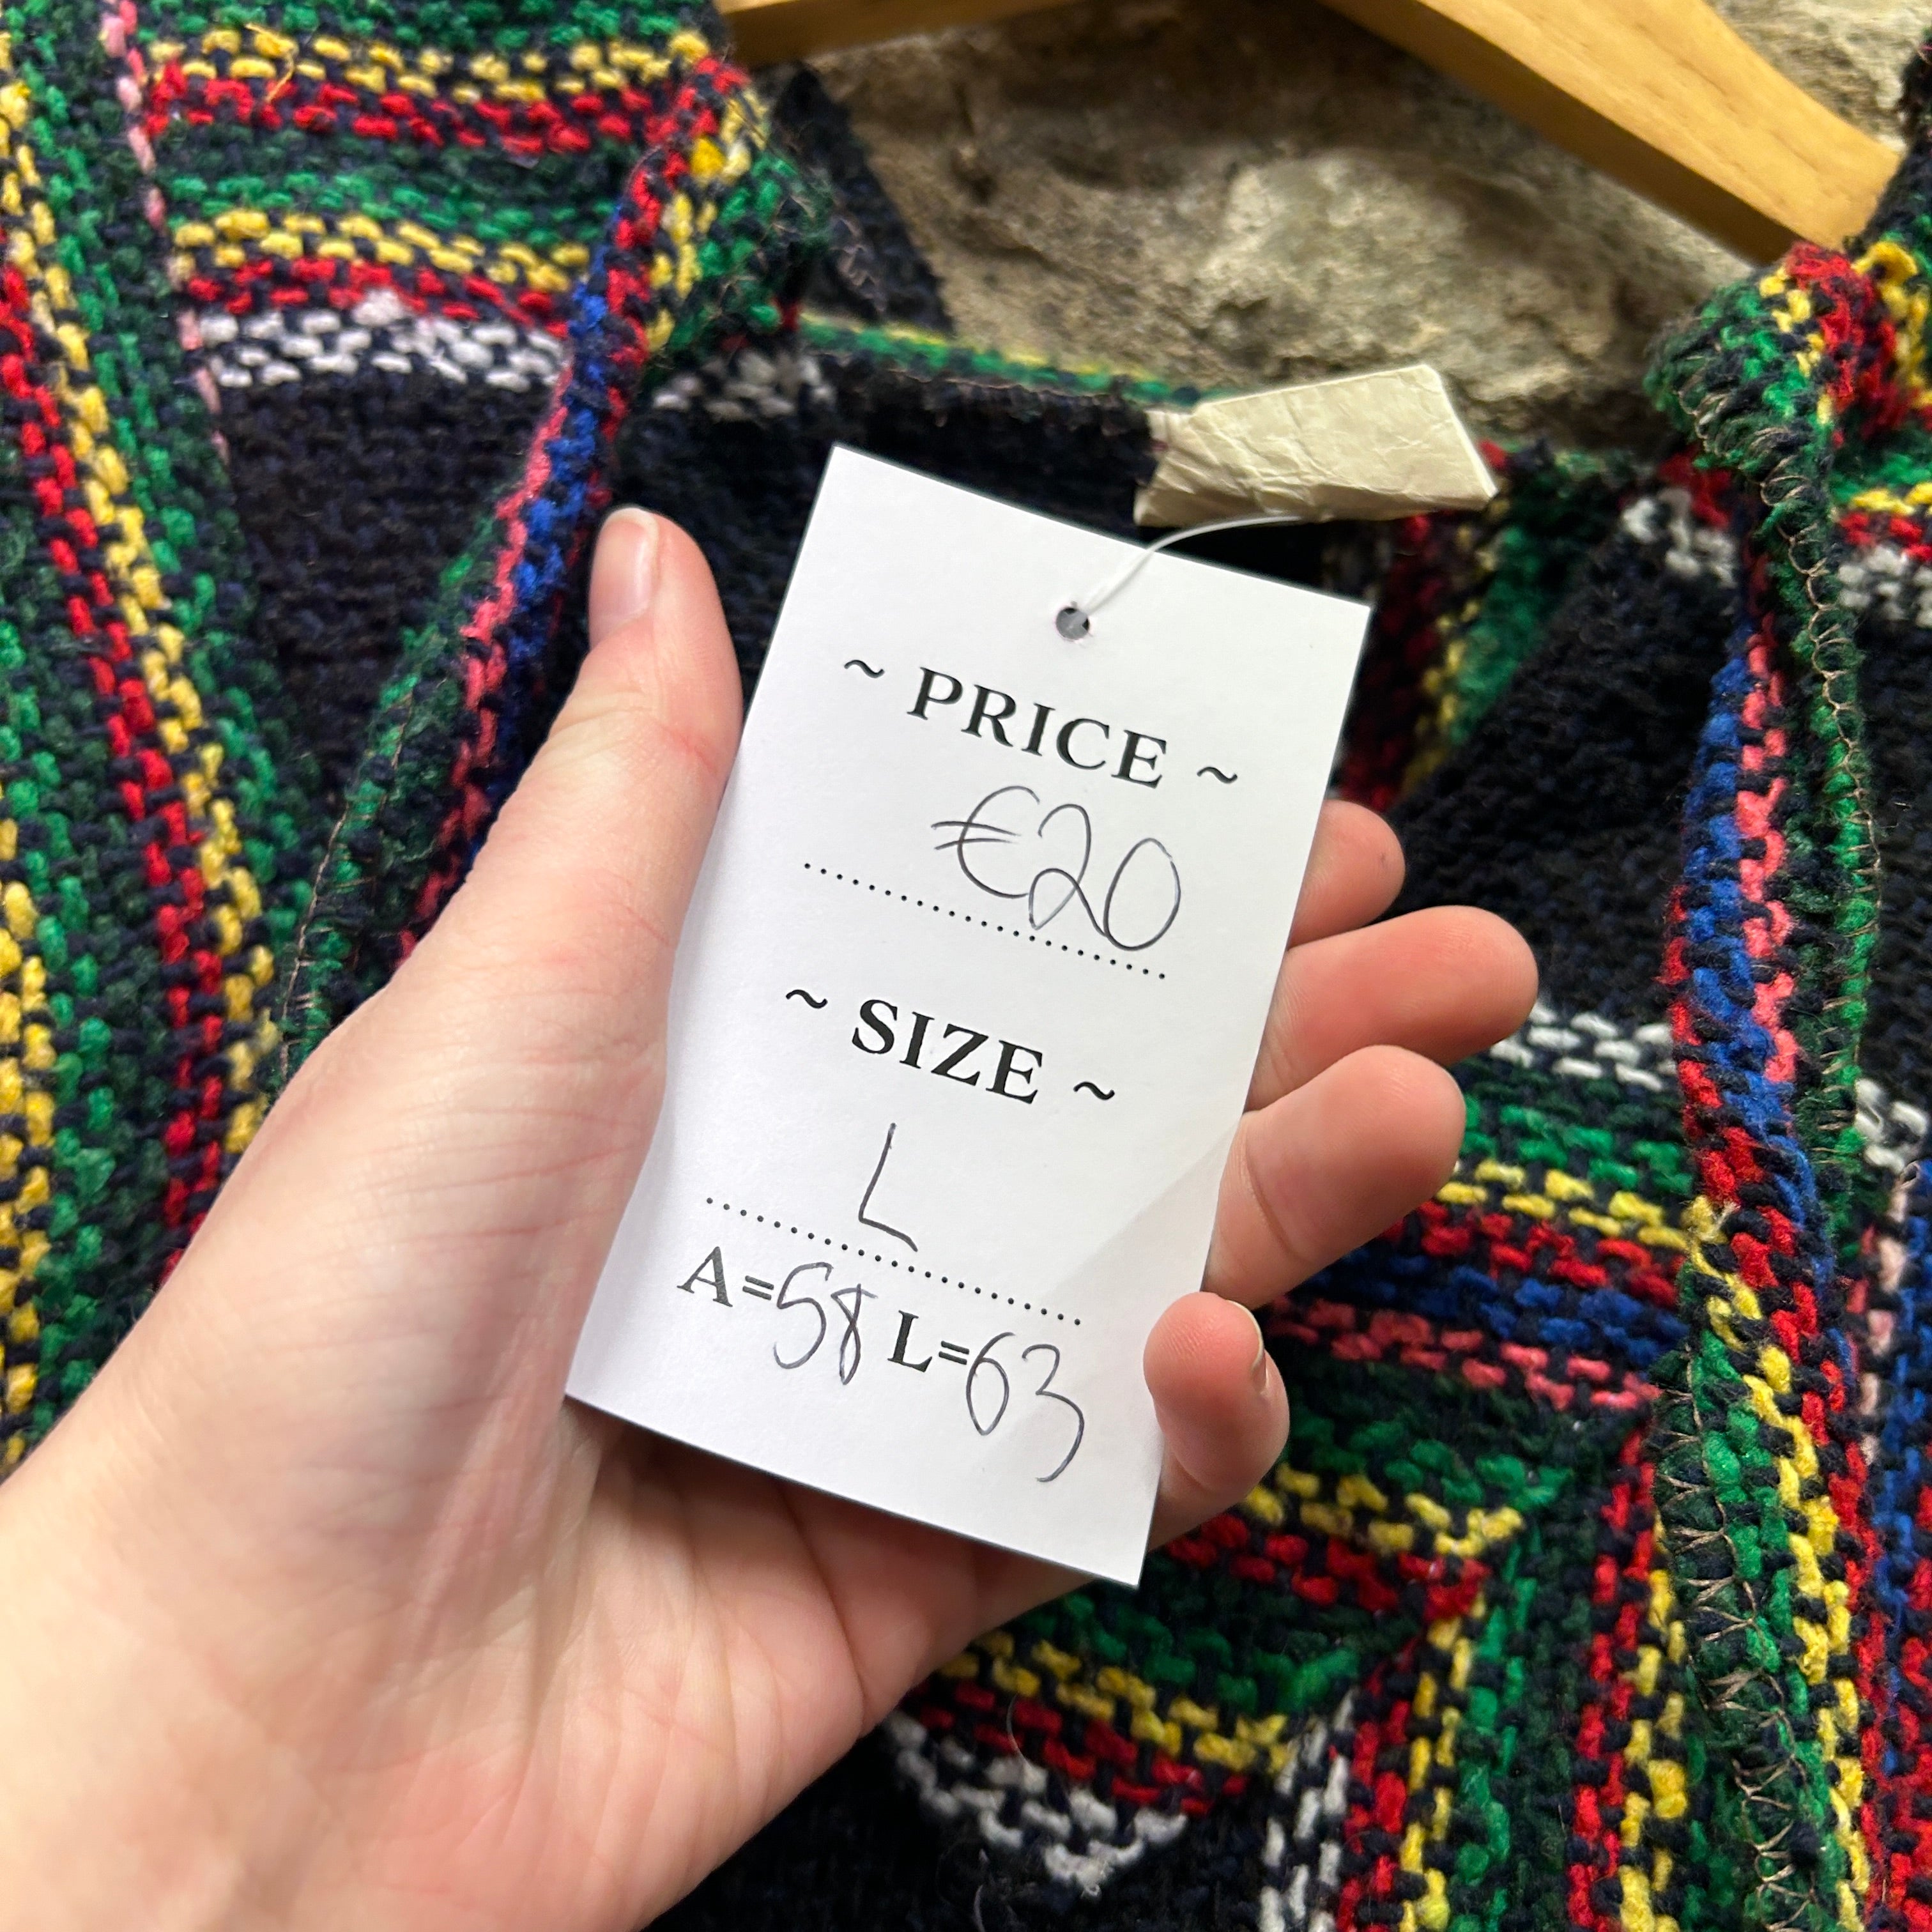 ~ PRICE ~
€20
~ SIZE ~
L
A=58 L=63